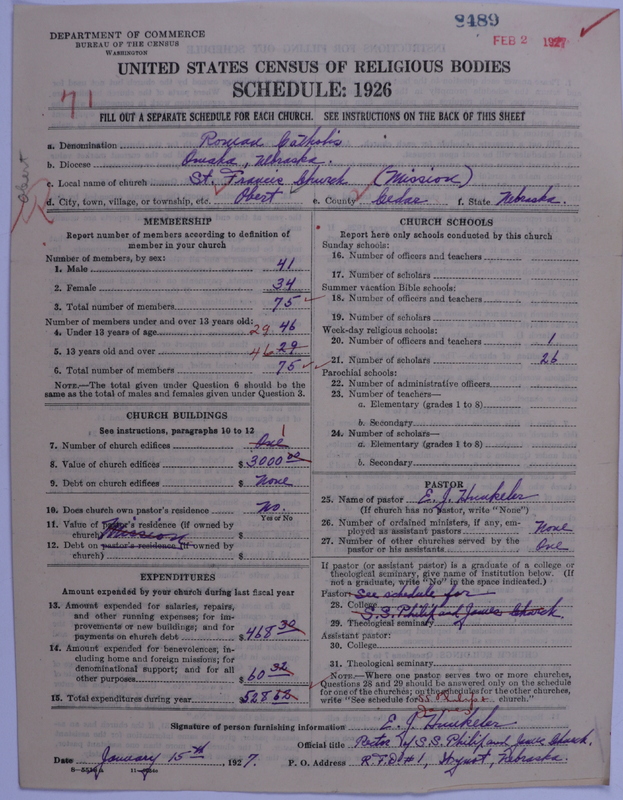 8489
FEB 2 1927
DEPARTMENT OF COMMERCE
BUREAU OF THE CENSUS
WASHINGTON
UNITED STATES CENSUS OF RELIGIOUS BODIES
SCHEDULE: 1926
71
FILL OUT A SEPARATE SCHEDULE FOR EACH CHURCH. SEE INSTRUCTIONS ON THE BACK OF THIS SHEET
a. Denomination Roman Catholic
b. Diocese Omaha, Nebraska.
c. Local name of church St. Francis Church (Mission)
d. City, town, village, or township, etc. Obert e. County Cedar f. State Nebraska.
Obert
MEMBERSHIP
Report number of members according to definition of
member in your church
Number of members, by sex:
1. Male 41
2. Female 34
3. Total number of members 75
Number of members under and over 13 years old:
4. Under 13 years of age 29 46
5. 13 years old and over 46 29
6. Total number of members 75
NOTE.—The total given under Question 6 should be the
same as the total of males and females given under Question 3.
CHURCH BUILDINGS
See instructions, paragraphs 10 to 12
7. Number of church edifices One 1
8. Value of church edifices $ 3000 00
9. Debt on church edifices $ None
10. Does church own pastor's residence No.
Yes or No
11. Value of pastor's residence (if owned by
church) $
Mission
12. Debt on pastor's residence (if owned by
church) $
EXPENDITURES
Amount expended by your church during last fiscal year
13. Amount expended for salaries, repairs,
and other running expenses; for im-
provements or new buildings; and for
payments on church debt $ 468 30
14. Amount expended for benevolences, in-
cluding home and foreign missions; for
denominational support; and for all
other purposes $ 60 32
15. Total expenditures during year 528 62
CHURCH SCHOOLS
Report here only schools conducted by this church
Sunday schools:
16. Number of officers and teachers
17. Number of scholars
Summer vacation Bible schools:
18. Number of officers and teachers
19. Number of scholars
Week-day religious schools:
20. Number of officers and teachers 1
21. Number of scholars 26
Parochial schools:
22. Number of administrative officers
23. Number of teachers—
a. Elementary (grades 1 to 8)
b. Secondary
24. Number of scholars—
a. Elementary (grades 1 to 8)
b. Secondary
PASTOR
25. Name of pastor E. J. Hunkeler
(If church has no pastor, write "None")
26. Number of ordained ministers, if any, em-
ployed as assistant pastors None
27. Number of other churches served by the
pastor or his assistants One
If pastor (or assistant pastor) is a graduate of a college or
theological seminary, give name of institution below. (If
not a graduate, write "No" in the space indicated.)
Pastor: See schedule for
28. College S.S. Philip and James Church
29. Theological seminary
Assistant pastor:
30. College
31. Theological seminary
NOTE.—Where one pastor serves two or more churches,
Questions 28 and 29 should be answered only on the schedule
for one of the churches; on the schedules for the other churches,
write "See schedule for SS Philip & James church."
Signature of person furnishing information E. J. Hunkeler
Official title Pastor of S.S. Philip and James Church.
Date January 15th, 1927. P. O. Address R.F.D. #1, Wynot, Nebraska.